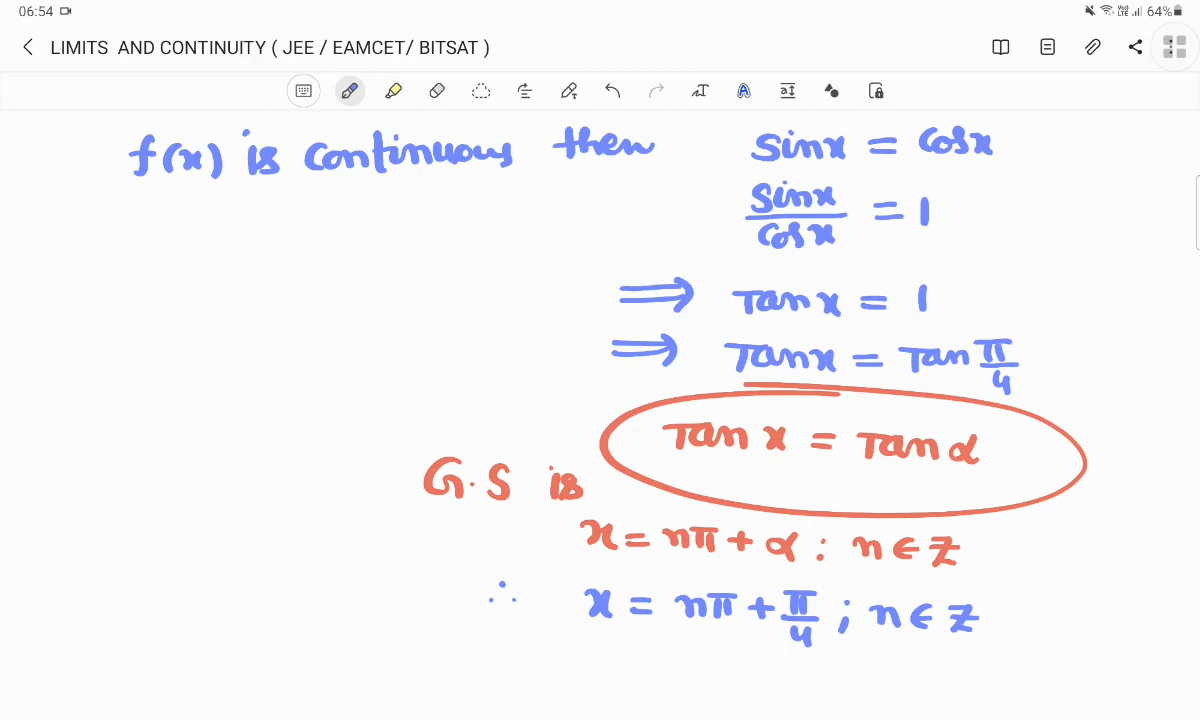 06:54 64%
LIMITS AND CONTINUITY ( JEE / EAMCET/ BITSAT )
f(x) is continuous then sinx = cosx
sinx/cosx = 1
⟹ Tanx = 1
⟹ Tanx = Tan π/4
Tan x = Tan α
G.S is
x = nπ + α : n ∈ Z
∴ x = nπ + π/4 ; n ∈ Z